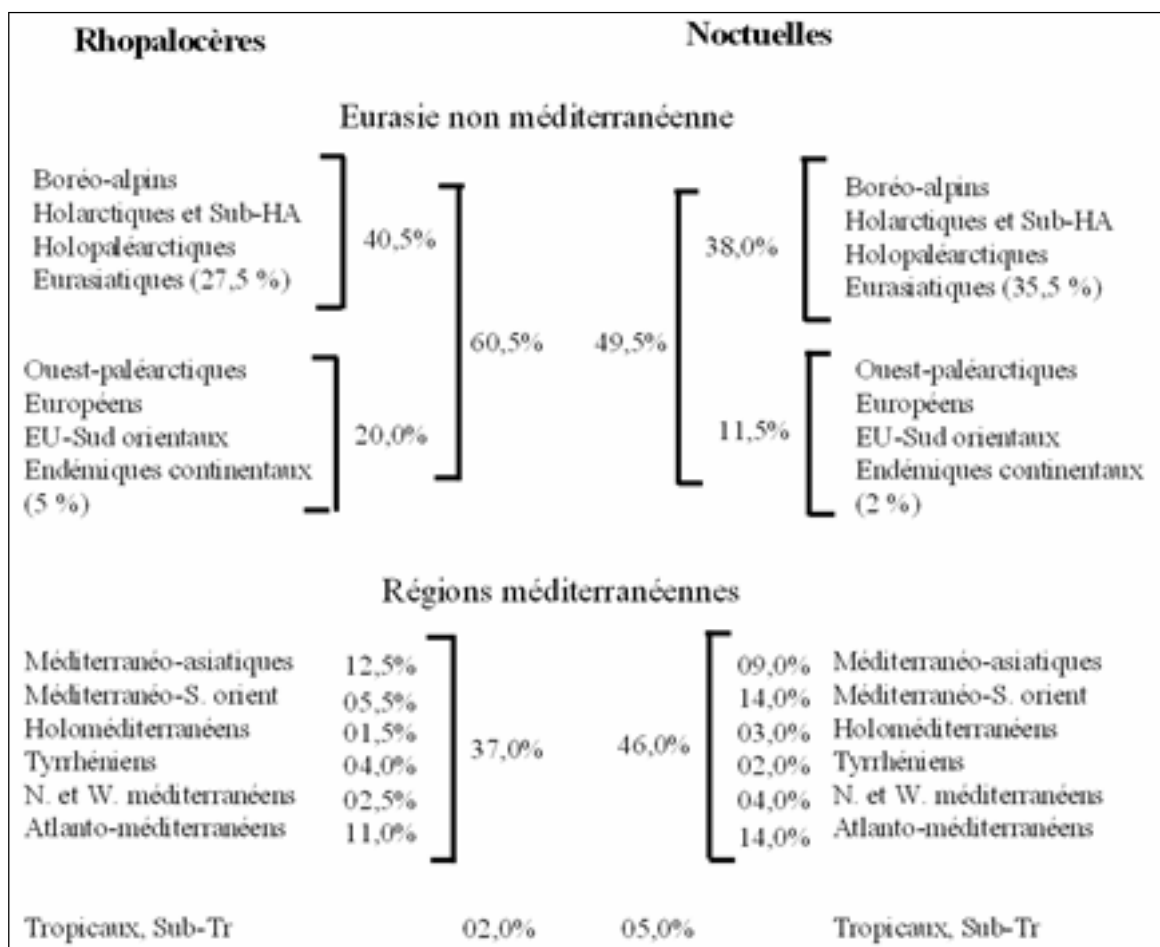 Rhopalocères Noctuelles
Eurasie non méditerranéenne
Boréo-alpins
Holarctiques et Sub-HA
Holopaléarctiques
Eurasiatiques (27,5 %)
40,5%
Ouest-paléarctiques
Européens
EU-Sud orientaux
Endémiques continentaux
(5 %)
20,0%
60,5% 49,5%
38,0%
Boréo-alpins
Holarctiques et Sub-HA
Holopaléarctiques
Eurasiatiques (35,5 %)
11,5%
Ouest-paléarctiques
Européens
EU-Sud orientaux
Endémiques continentaux
(2 %)
Régions méditerranéennes
Méditerranéo-asiatiques 12,5% 09,0% Méditerranéo-asiatiques
Méditerranéo-S. orient 05,5% 14,0% Méditerranéo-S. orient
Holoméditerranéens 01,5% 03,0% Holoméditerranéens
37,0% 46,0%
Tyrrhéniens 04,0% 02,0% Tyrrhéniens
N. et W. méditerranéens 02,5% 04,0% N. et W. méditerranéens
Atlanto-méditerranéens 11,0% 14,0% Atlanto-méditerranéens
Tropicaux, Sub-Tr 02,0% 05,0% Tropicaux, Sub-Tr